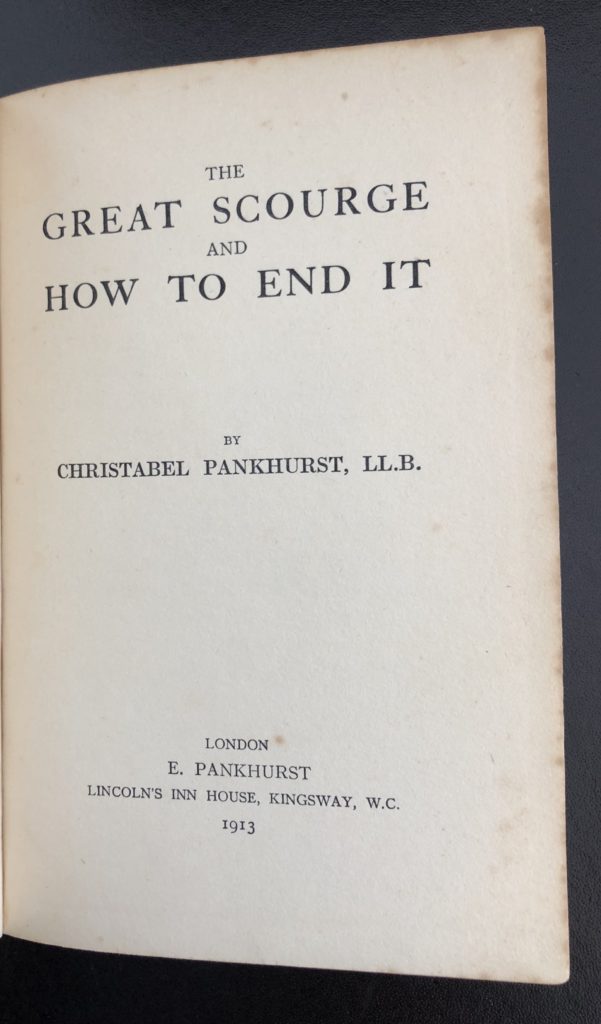 THE
GREAT SCOURGE
AND
HOW TO END IT
BY
CHRISTABEL PANKHURST, LL.B.
LONDON
E. PANKHURST
LINCOLN'S INN HOUSE, KINGSWAY, W.C.
1913